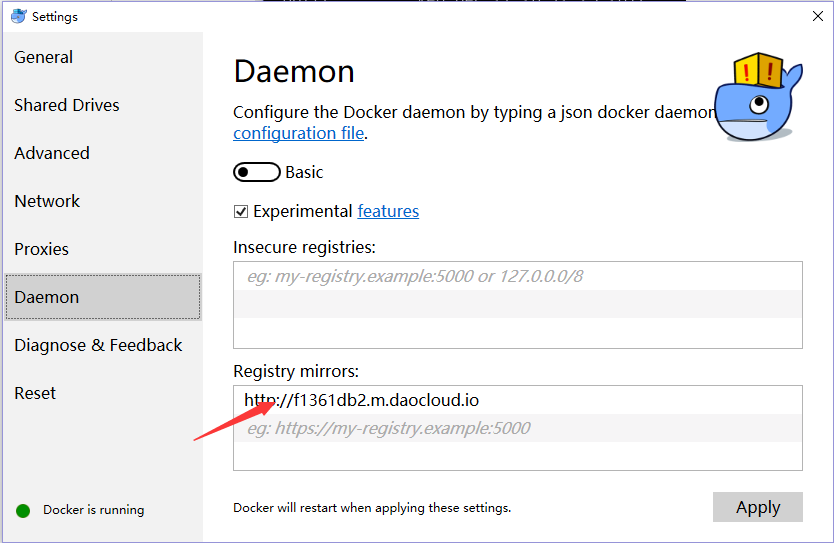 Settings
General
Shared Drives
Advanced
Network
Proxies
Daemon
Diagnose & Feedback
Reset
Docker is running
Daemon
Configure the Docker daemon by typing a json docker daemon
configuration file.
Basic
Experimental features
Insecure registries:
eg: my-registry.example:5000 or 127.0.0.0/8
Registry mirrors:
http://f1361db2.m.daocloud.io
eg: https://my-registry.example:5000
Docker will restart when applying these settings.
Apply